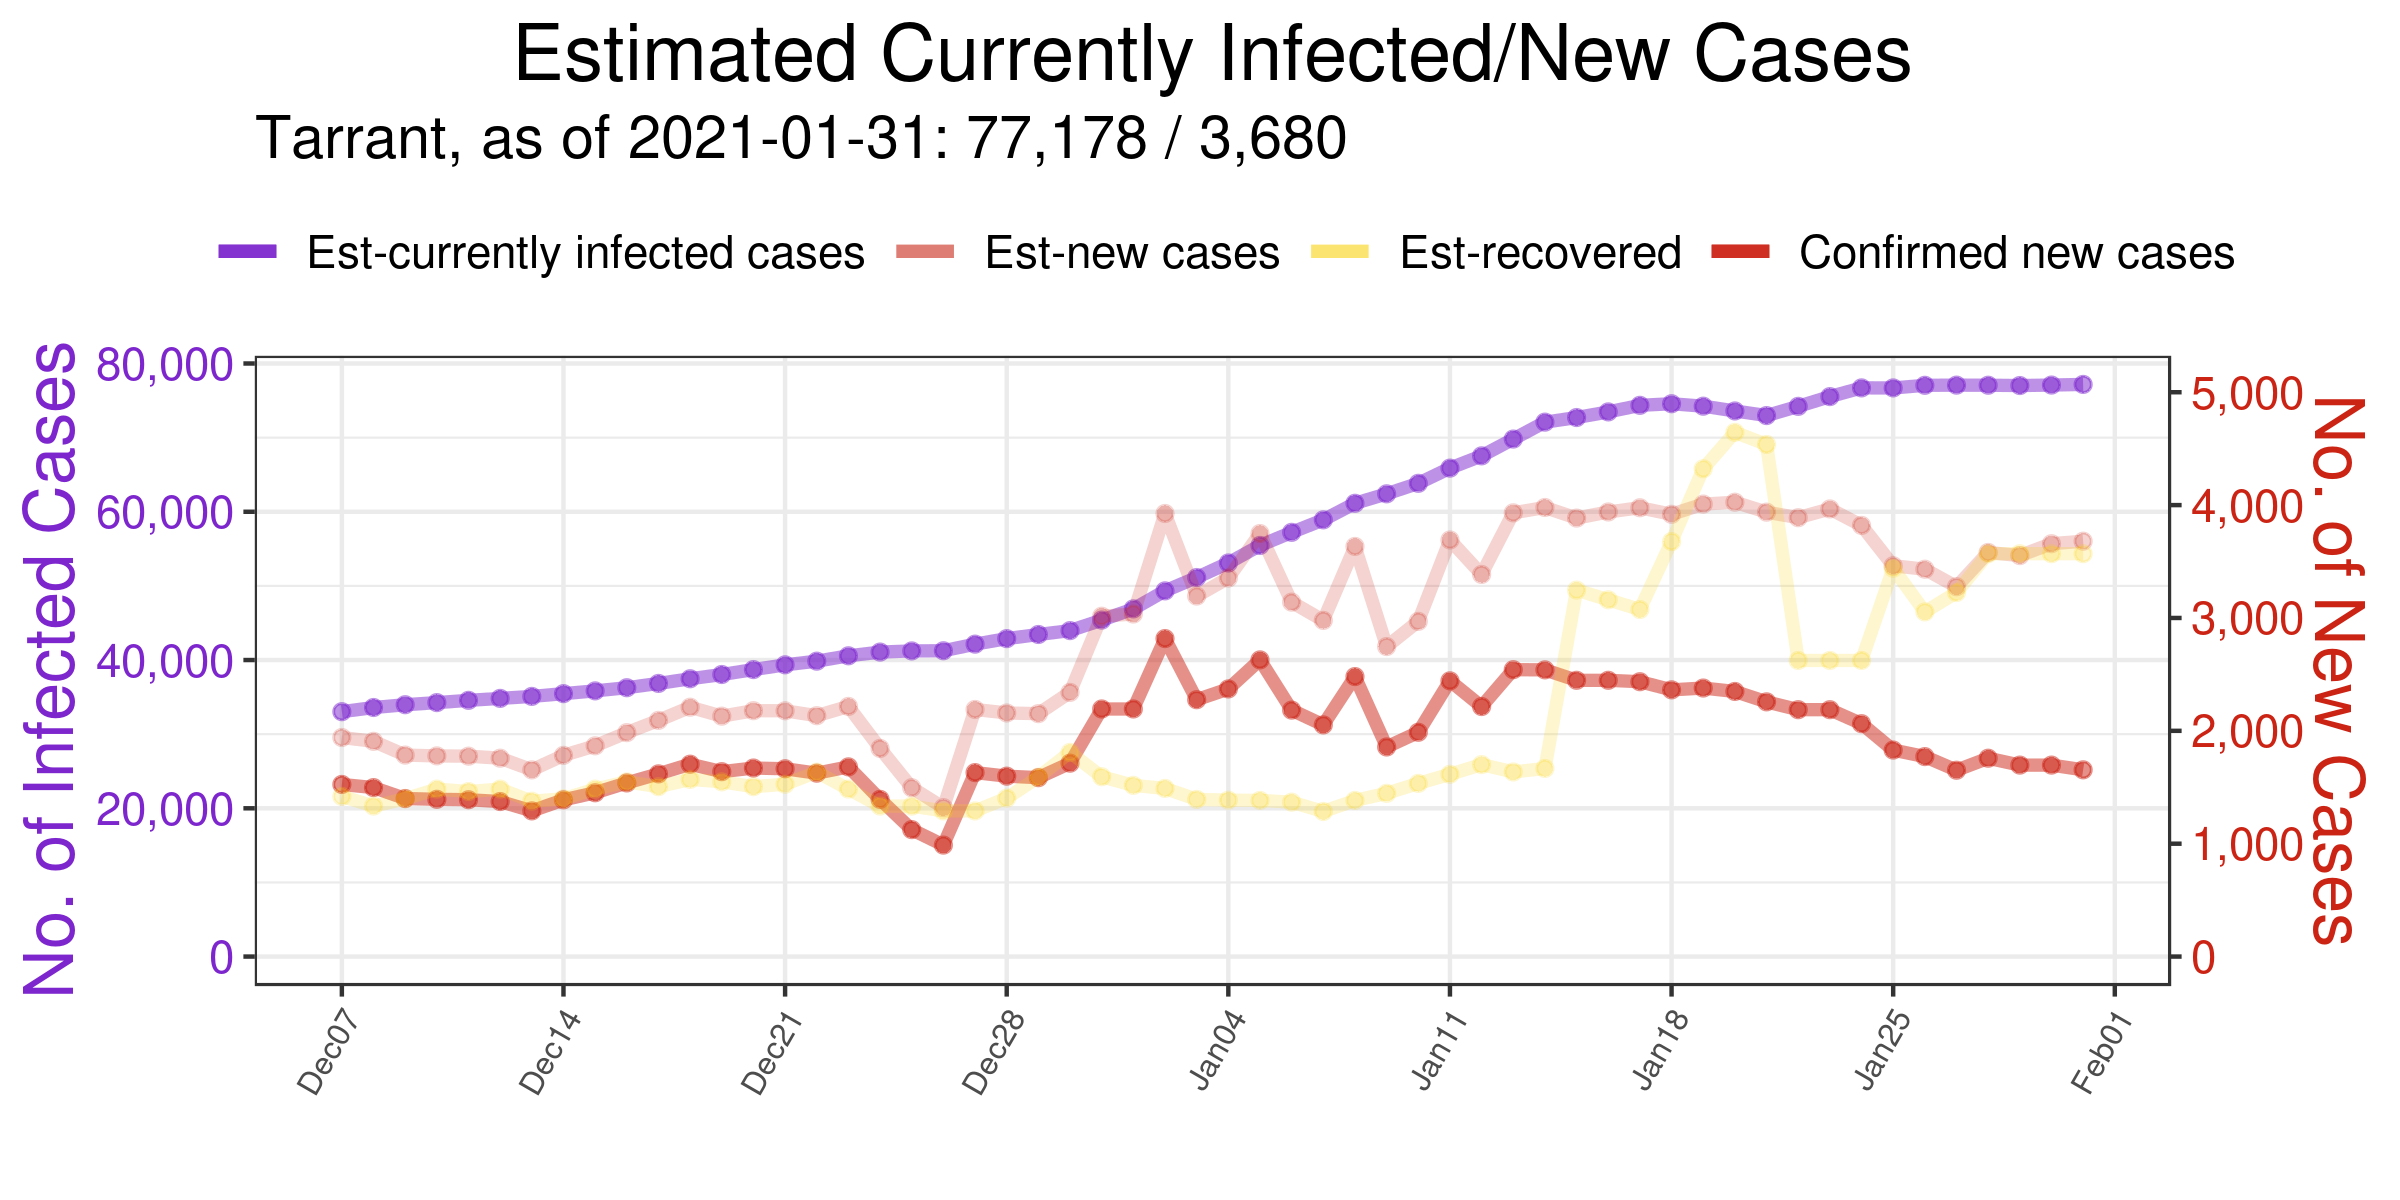 Estimated Currently Infected/New Cases
Tarrant, as of 2021-01-31: 77,178 / 3,680
Est-currently infected cases Est-new cases Est-recovered Confirmed new cases
No. of Infected Cases
80,000
60,000
40,000
20,000
0
5,000
4,000
3,000
2,000
1,000
0
No. of New Cases
Dec07 Dec14 Dec21 Dec28 Jan04 Jan11 Jan18 Jan25 Feb01